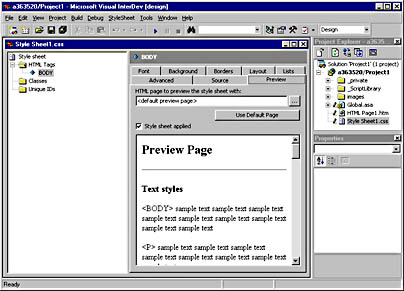 a363520/Project1 - Microsoft Visual InterDev [design]
File Edit View Project Build Debug StyleSheet Tools Window Help
Design
Style Sheet1.css
Style sheet
HTML Tags
BODY
Classes
Unique IDs
BODY
Font Background Borders Layout Lists
Advanced Source Preview
HTML page to preview the style sheet with:
<default preview page>
...
Use Default Page
Style sheet applied
Preview Page
Text styles
<BODY> sample text sample text sample
text sample text sample text sample text
sample text sample text
<P> sample text sample text sample
text sample text sample text sample text
Project Explorer - a3635...
Solution 'Project1' (1 project)
a363520/Project1
_private
_ScriptLibrary
images
Global.asa
HTML Page1.htm
Style Sheet1.css
Properties
Ready